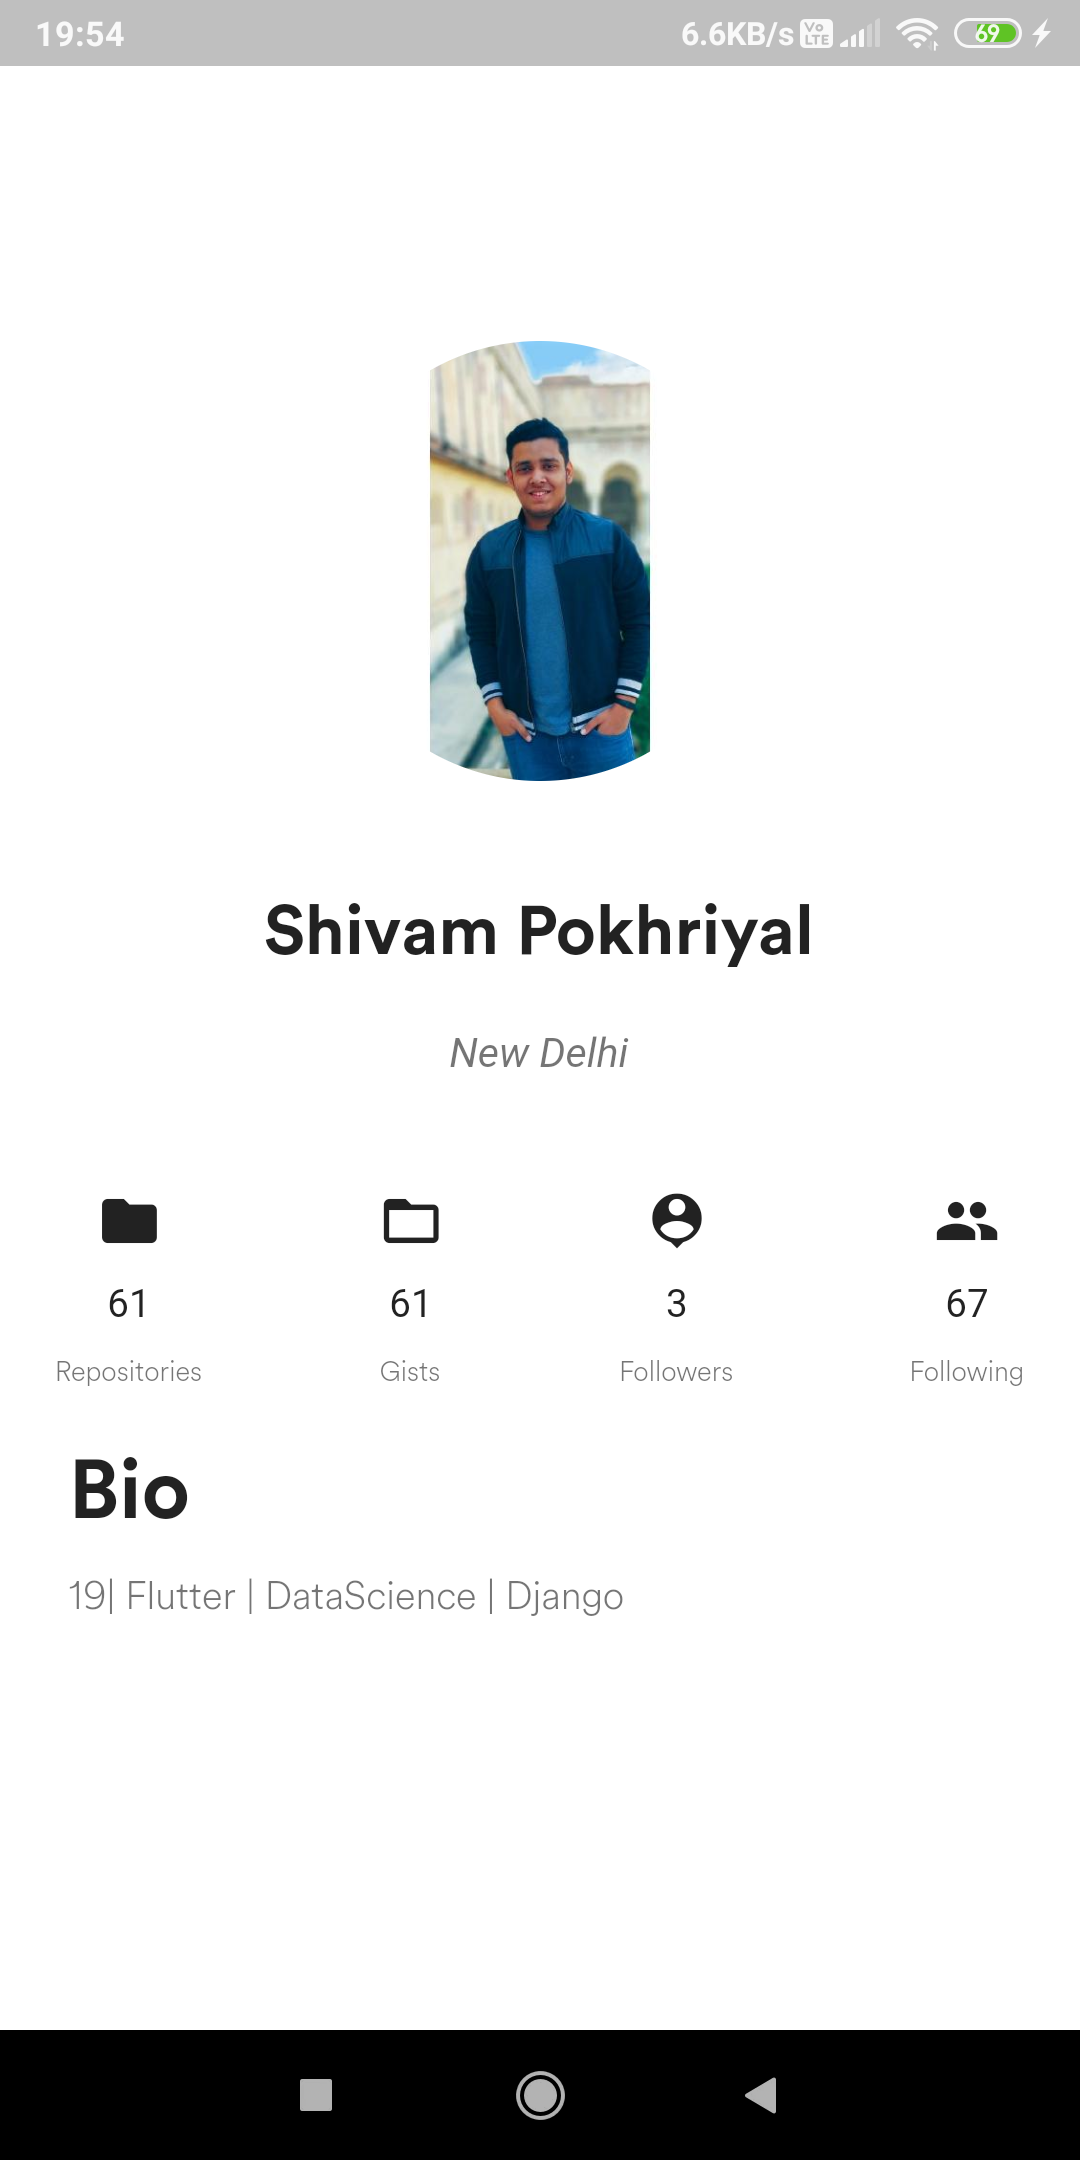 19:54 6.6KB/s Vo LTE 69
Shivam Pokhriyal
New Delhi
61 61 3 67
Repositories Gists Followers Following
Bio
19| Flutter | DataScience | Django